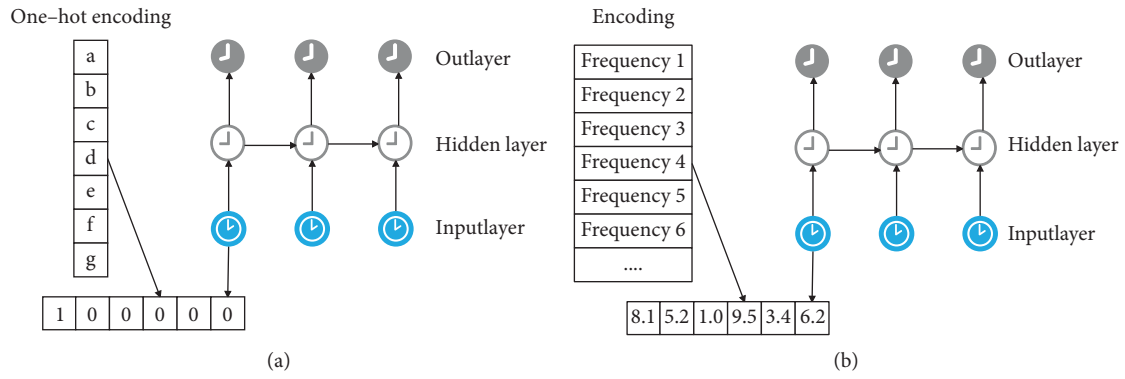 One–hot encoding
a
b
c
d
e
f
g
1 0 0 0 0 0
Outlayer
Hidden layer
Inputlayer
(a)
Encoding
Frequency 1
Frequency 2
Frequency 3
Frequency 4
Frequency 5
Frequency 6
....
8.1 5.2 1.0 9.5 3.4 6.2
Outlayer
Hidden layer
Inputlayer
(b)